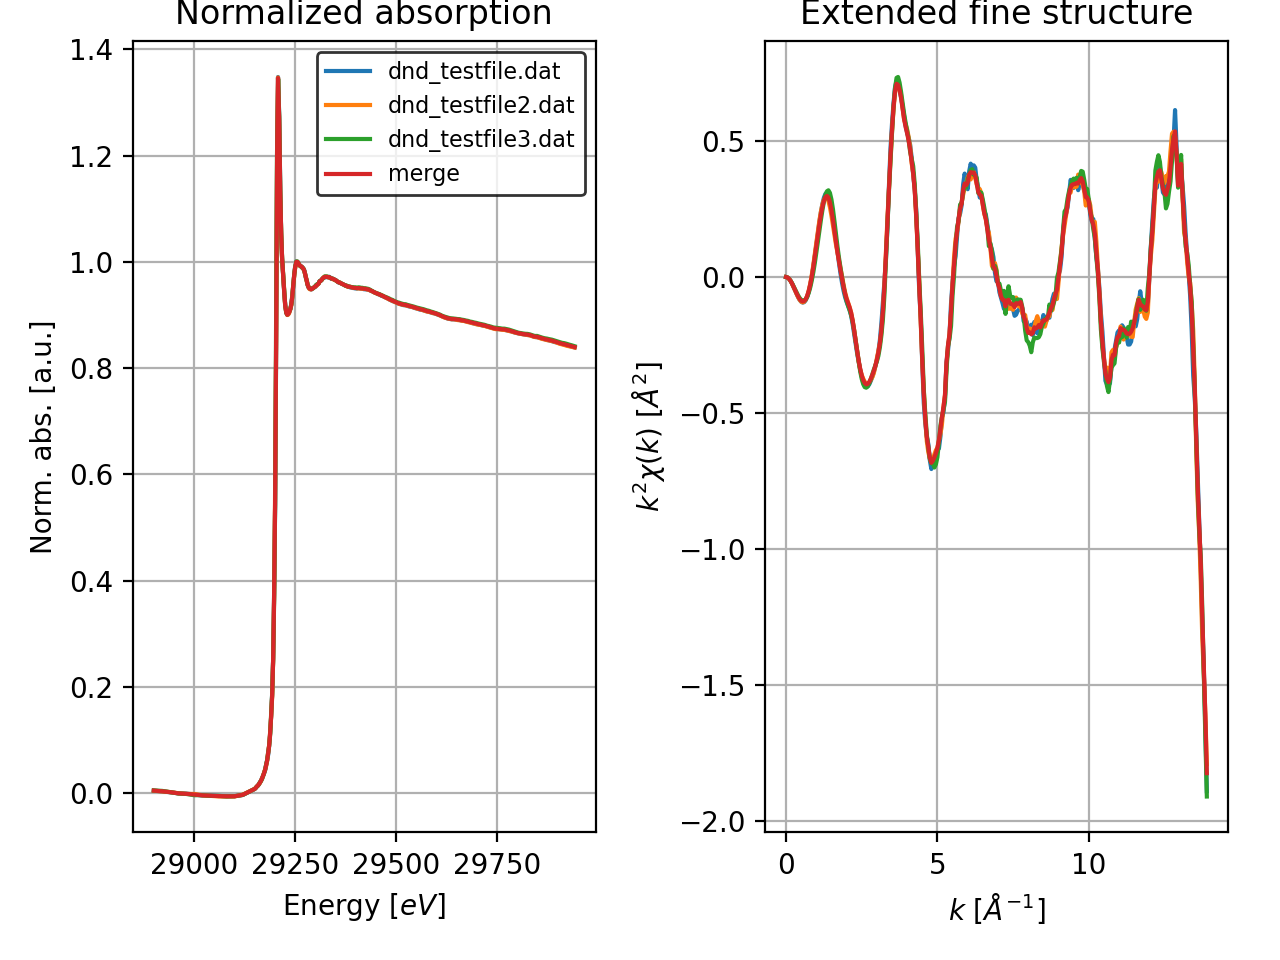 Normalized absorption
1.4
1.2
1.0
0.8
0.6
0.4
0.2
0.0
Norm. abs. [a.u.]
dnd_testfile.dat
dnd_testfile2.dat
dnd_testfile3.dat
merge
29000 29250 29500 29750
Energy [eV]
Extended fine structure
0.5
0.0
−0.5
−1.0
−1.5
−2.0
k²χ(k) [Å²]
0 5 10
k [Å⁻¹]